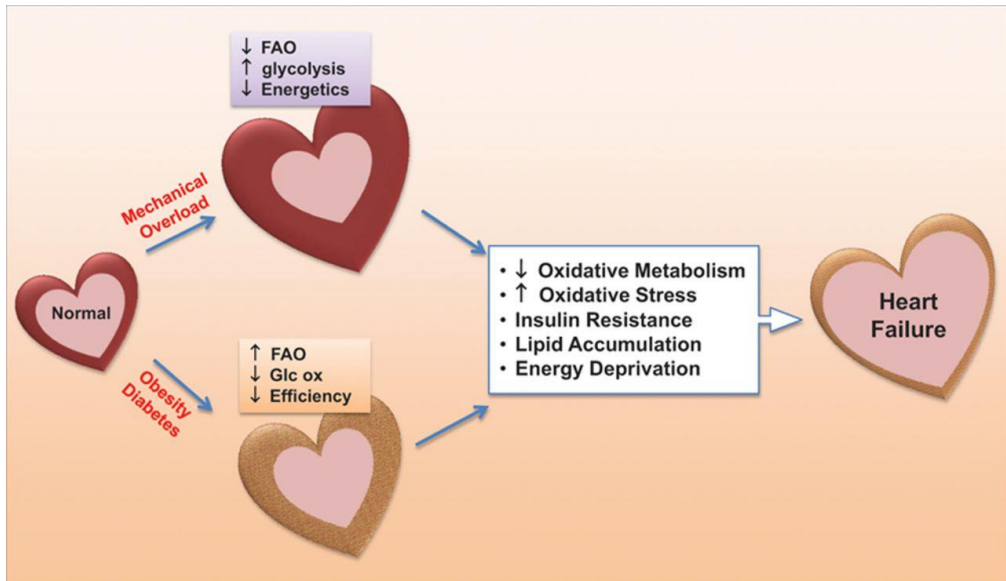 ↓ FAO
↑ glycolysis
↓ Energetics
Mechanical
Overload
Normal
Obesity
Diabetes
↑ FAO
↓ Glc ox
↓ Efficiency
• ↓ Oxidative Metabolism
• ↑ Oxidative Stress
• Insulin Resistance
• Lipid Accumulation
• Energy Deprivation
Heart
Failure